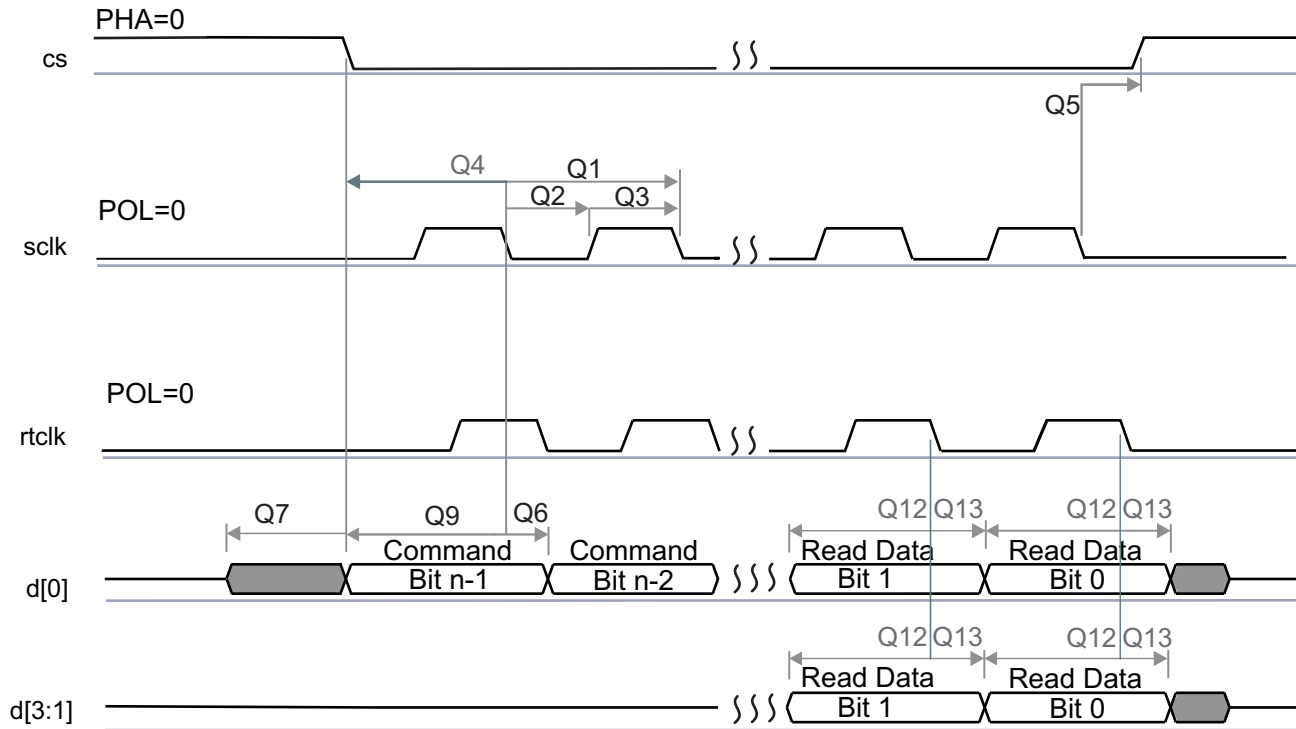 PHA=0
cs
Q5
Q4 Q1
Q2 Q3
POL=0
sclk
POL=0
rtclk
Q7 Q9 Q6 Q12 Q13 Q12 Q13
Command Command Read Data Read Data
d[0] Bit n-1 Bit n-2 Bit 1 Bit 0
Q12 Q13 Q12 Q13
Read Data Read Data
d[3:1] Bit 1 Bit 0